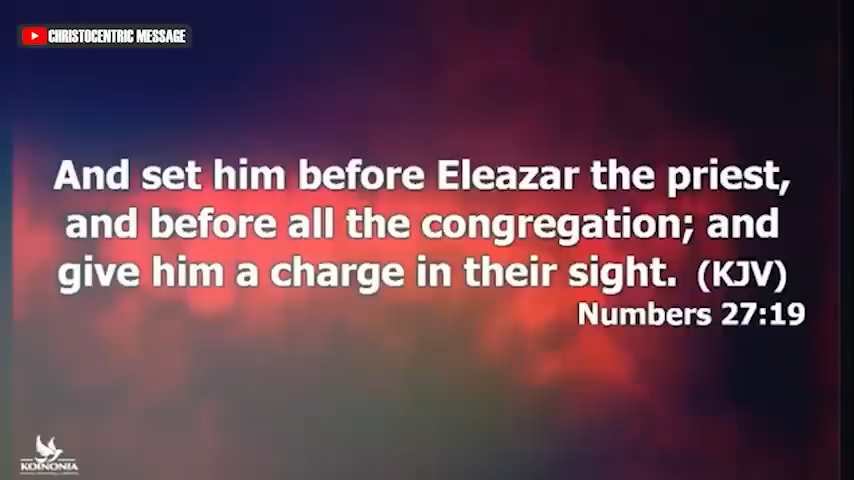 CHRISTOCENTRIC MESSAGE
And set him before Eleazar the priest,
and before all the congregation; and
give him a charge in their sight. (KJV)
Numbers 27:19
KOINONIA